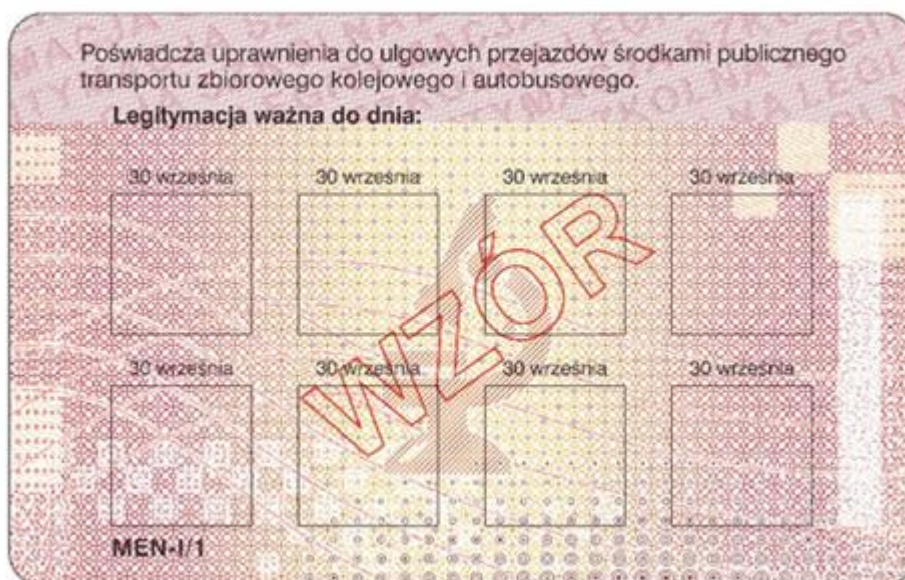 Poświadcza uprawnienia do ulgowych przejazdów środkami publicznego
transportu zbiorowego kolejowego i autobusowego.
Legitymacja ważna do dnia:
30 września 30 września 30 września 30 września
WZÓR
30 września 30 września 30 września 30 września
MEN-I/1